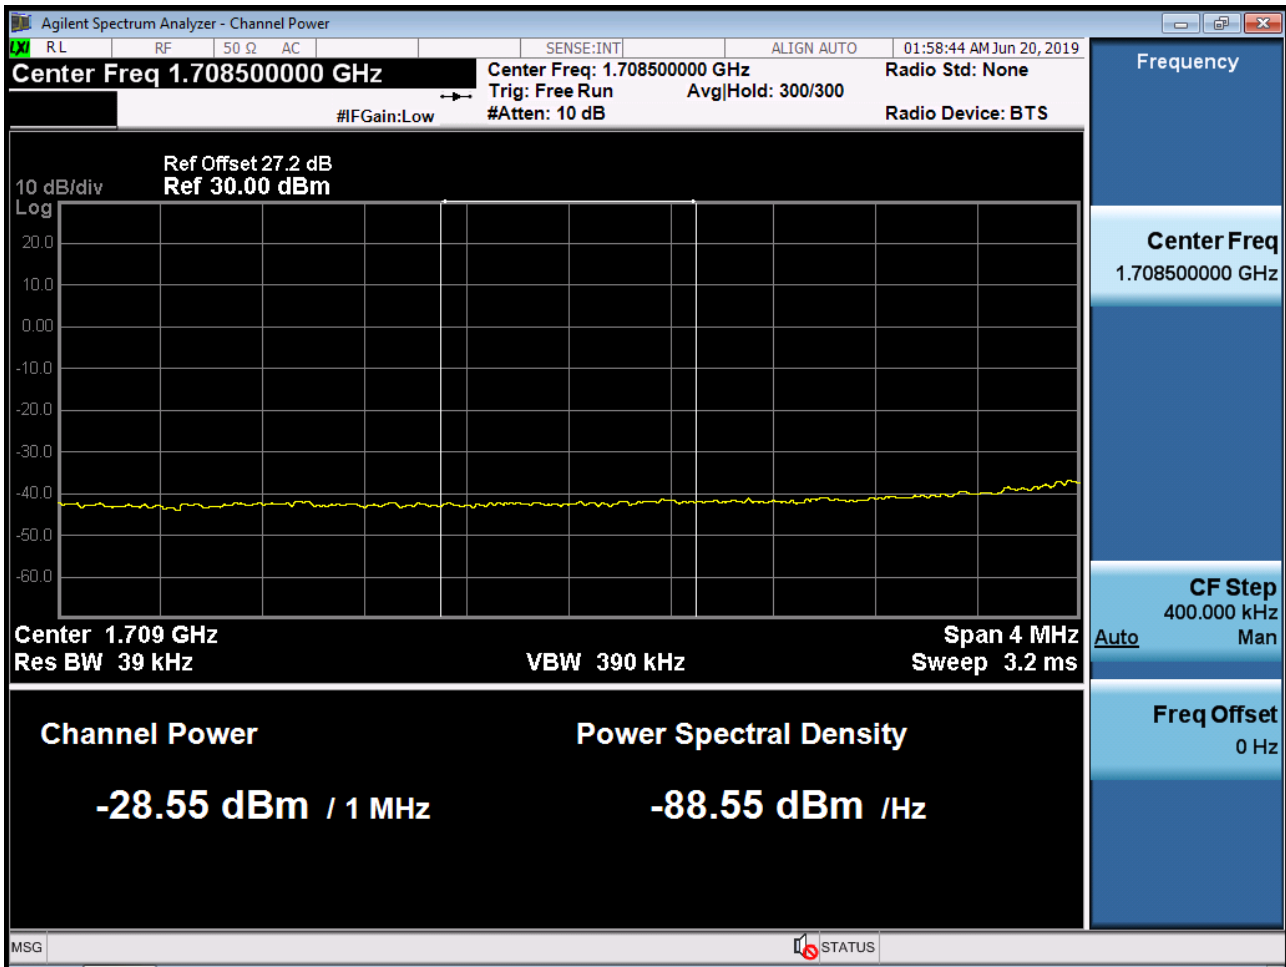 Agilent Spectrum Analyzer - Channel Power
LXI RL RF 50 Ω AC SENSE:INT ALIGN AUTO 01:58:44 AM Jun 20, 2019
Center Freq 1.708500000 GHz
Center Freq: 1.708500000 GHz Radio Std: None
Trig: Free Run Avg|Hold: 300/300
#IFGain:Low #Atten: 10 dB Radio Device: BTS
Ref Offset 27.2 dB
10 dB/div Ref 30.00 dBm
Log
20.0
10.0
0.00
-10.0
-20.0
-30.0
-40.0
-50.0
-60.0
Center 1.709 GHz Span 4 MHz
Res BW 39 kHz VBW 390 kHz Sweep 3.2 ms
Channel Power Power Spectral Density
-28.55 dBm / 1 MHz -88.55 dBm /Hz
Frequency
Center Freq
1.708500000 GHz
CF Step
400.000 kHz
Auto Man
Freq Offset
0 Hz
MSG STATUS